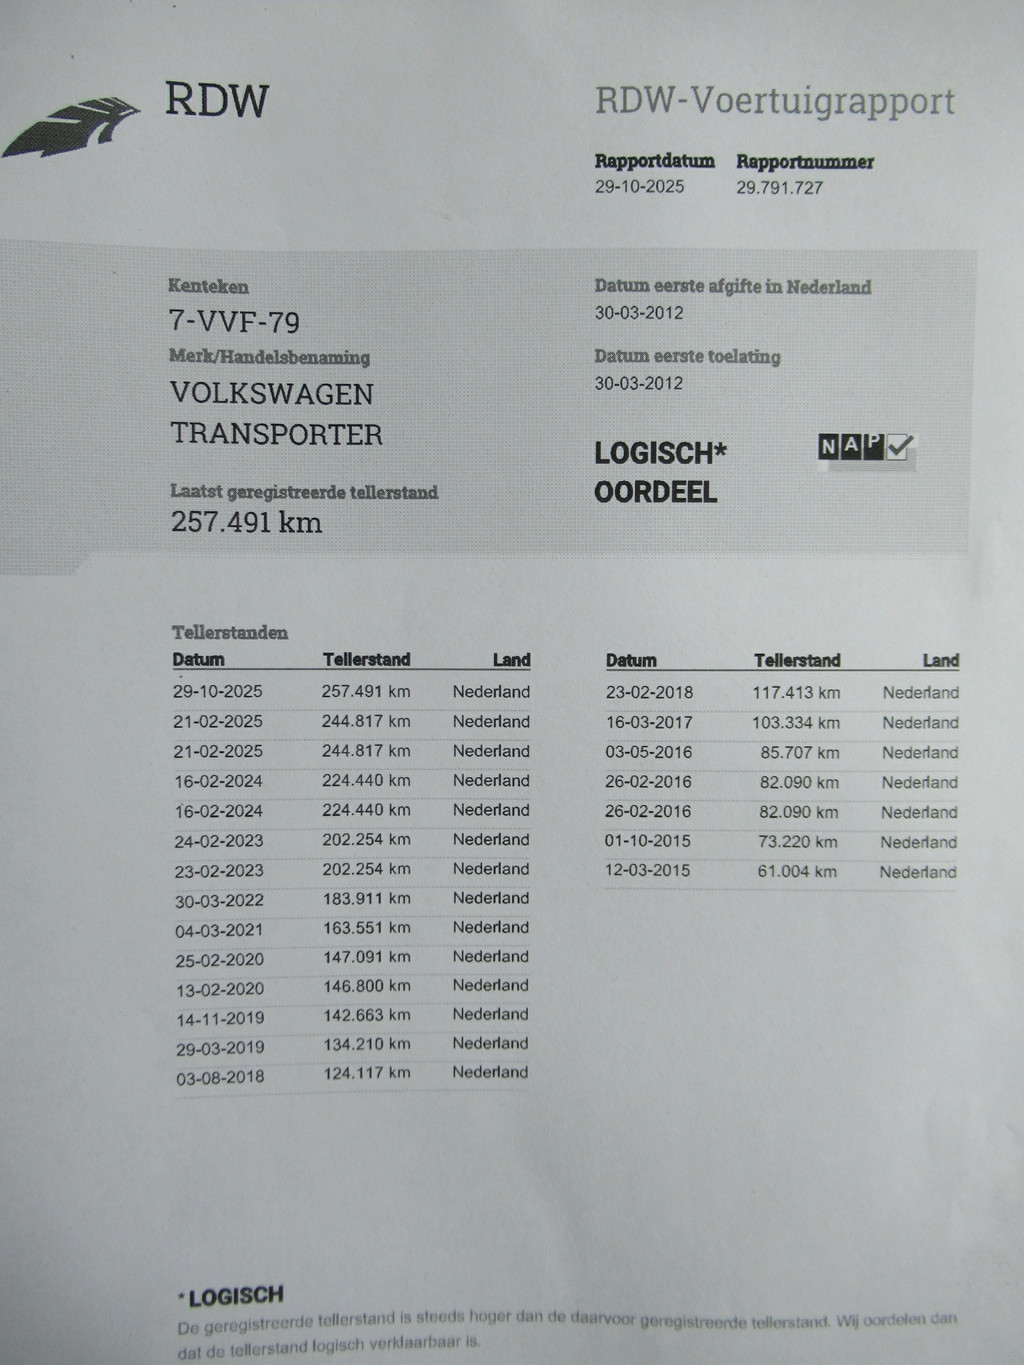 RDW
RDW-Voertuigrapport
Rapportdatum Rapportnummer
29-10-2025 29.791.727
Kenteken
7-VVF-79
Merk/Handelsbenaming
VOLKSWAGEN
TRANSPORTER
Laatst geregistreerde tellerstand
257.491 km
Datum eerste afgifte in Nederland
30-03-2012
Datum eerste toelating
30-03-2012
LOGISCH*
OORDEEL
NAP
Tellerstanden
Datum Tellerstand Land
29-10-2025 257.491 km Nederland
21-02-2025 244.817 km Nederland
21-02-2025 244.817 km Nederland
16-02-2024 224.440 km Nederland
16-02-2024 224.440 km Nederland
24-02-2023 202.254 km Nederland
23-02-2023 202.254 km Nederland
30-03-2022 183.911 km Nederland
04-03-2021 163.551 km Nederland
25-02-2020 147.091 km Nederland
13-02-2020 146.800 km Nederland
14-11-2019 142.663 km Nederland
29-03-2019 134.210 km Nederland
03-08-2018 124.117 km Nederland
Datum Tellerstand Land
23-02-2018 117.413 km Nederland
16-03-2017 103.334 km Nederland
03-05-2016 85.707 km Nederland
26-02-2016 82.090 km Nederland
26-02-2016 82.090 km Nederland
01-10-2015 73.220 km Nederland
12-03-2015 61.004 km Nederland
* LOGISCH
De geregistreerde tellerstand is steeds hoger dan de daarvoor geregistreerde tellerstand. Wij oordelen dan
dat de tellerstand logisch verklaarbaar is.